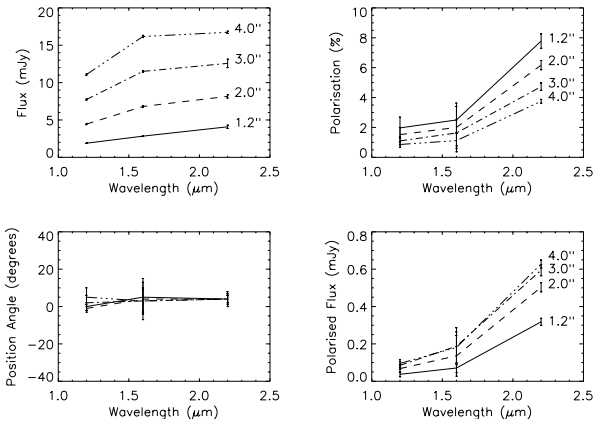 20
15
10
5
0
Flux (mJy)
4.0"
3.0"
2.0"
1.2"
1.0 1.5 2.0 2.5
Wavelength (μm)
10
8
6
4
2
0
Polarisation (%)
1.2"
2.0"
3.0"
4.0"
1.0 1.5 2.0 2.5
Wavelength (μm)
40
20
0
−20
−40
Position Angle (degrees)
1.0 1.5 2.0 2.5
Wavelength (μm)
0.8
0.6
0.4
0.2
0.0
Polarised Flux (mJy)
4.0"
3.0"
2.0"
1.2"
1.0 1.5 2.0 2.5
Wavelength (μm)